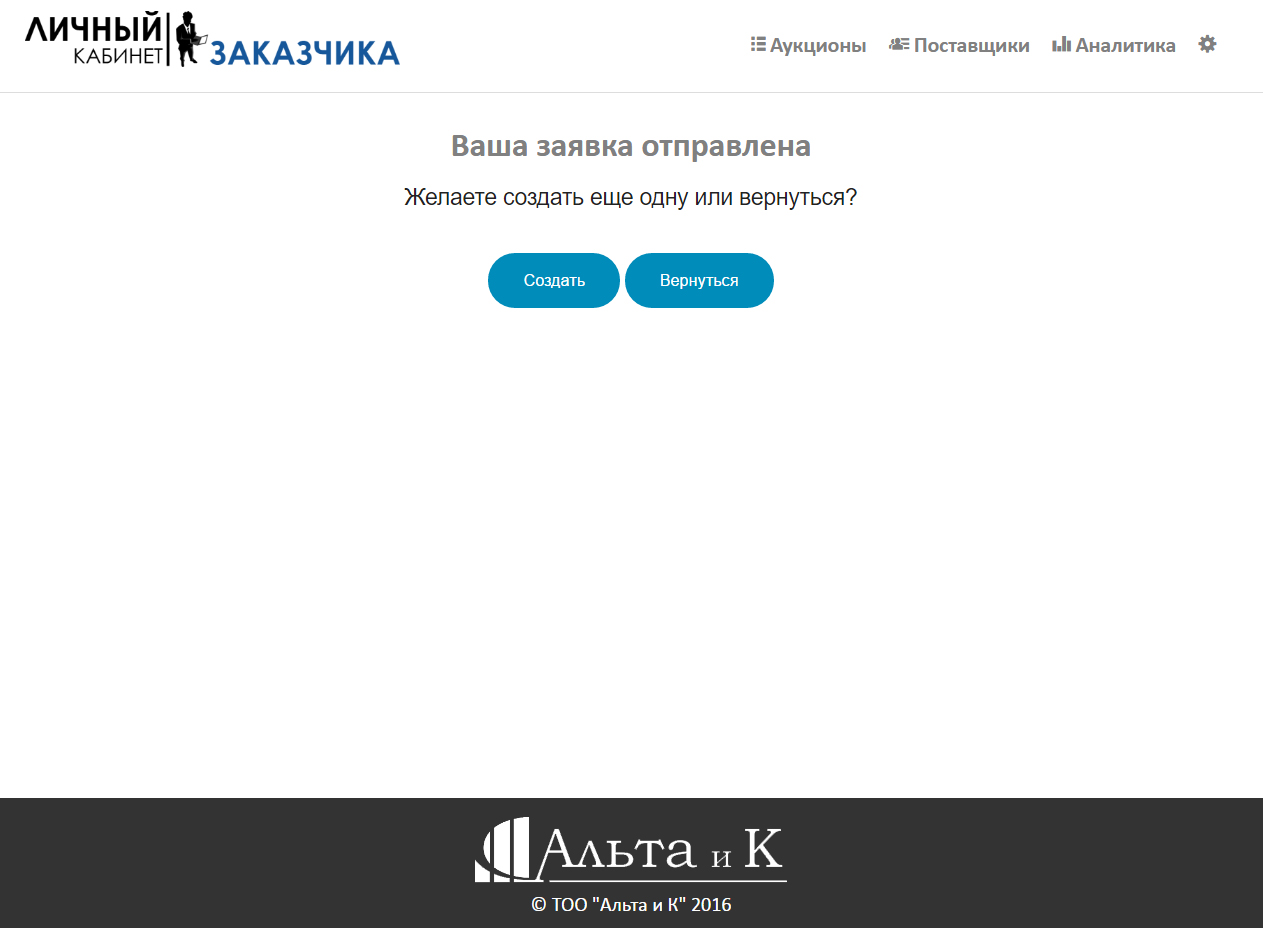 ЛИЧНЫЙ
КАБИНЕТ
ЗАКАЗЧИКА
Аукционы Поставщики Аналитика
Ваша заявка отправлена
Желаете создать еще одну или вернуться?
Создать Вернуться
Альта и К
© ТОО "Альта и К" 2016